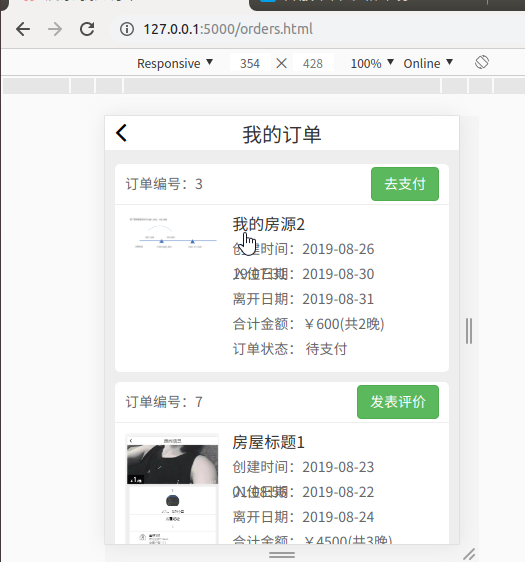 127.0.0.1:5000/orders.html
Responsive 354 428 100% Online
我的订单
订单编号：3 去支付
我的房源2
创建时间：2019-08-26
入住日期：2019-08-30
离开日期：2019-08-31
合计金额：￥600(共2晚)
订单状态： 待支付
订单编号：7 发表评价
房屋标题1
创建时间：2019-08-23
入住日期：2019-08-22
离开日期：2019-08-24
合计金额：￥4500(共3晚)